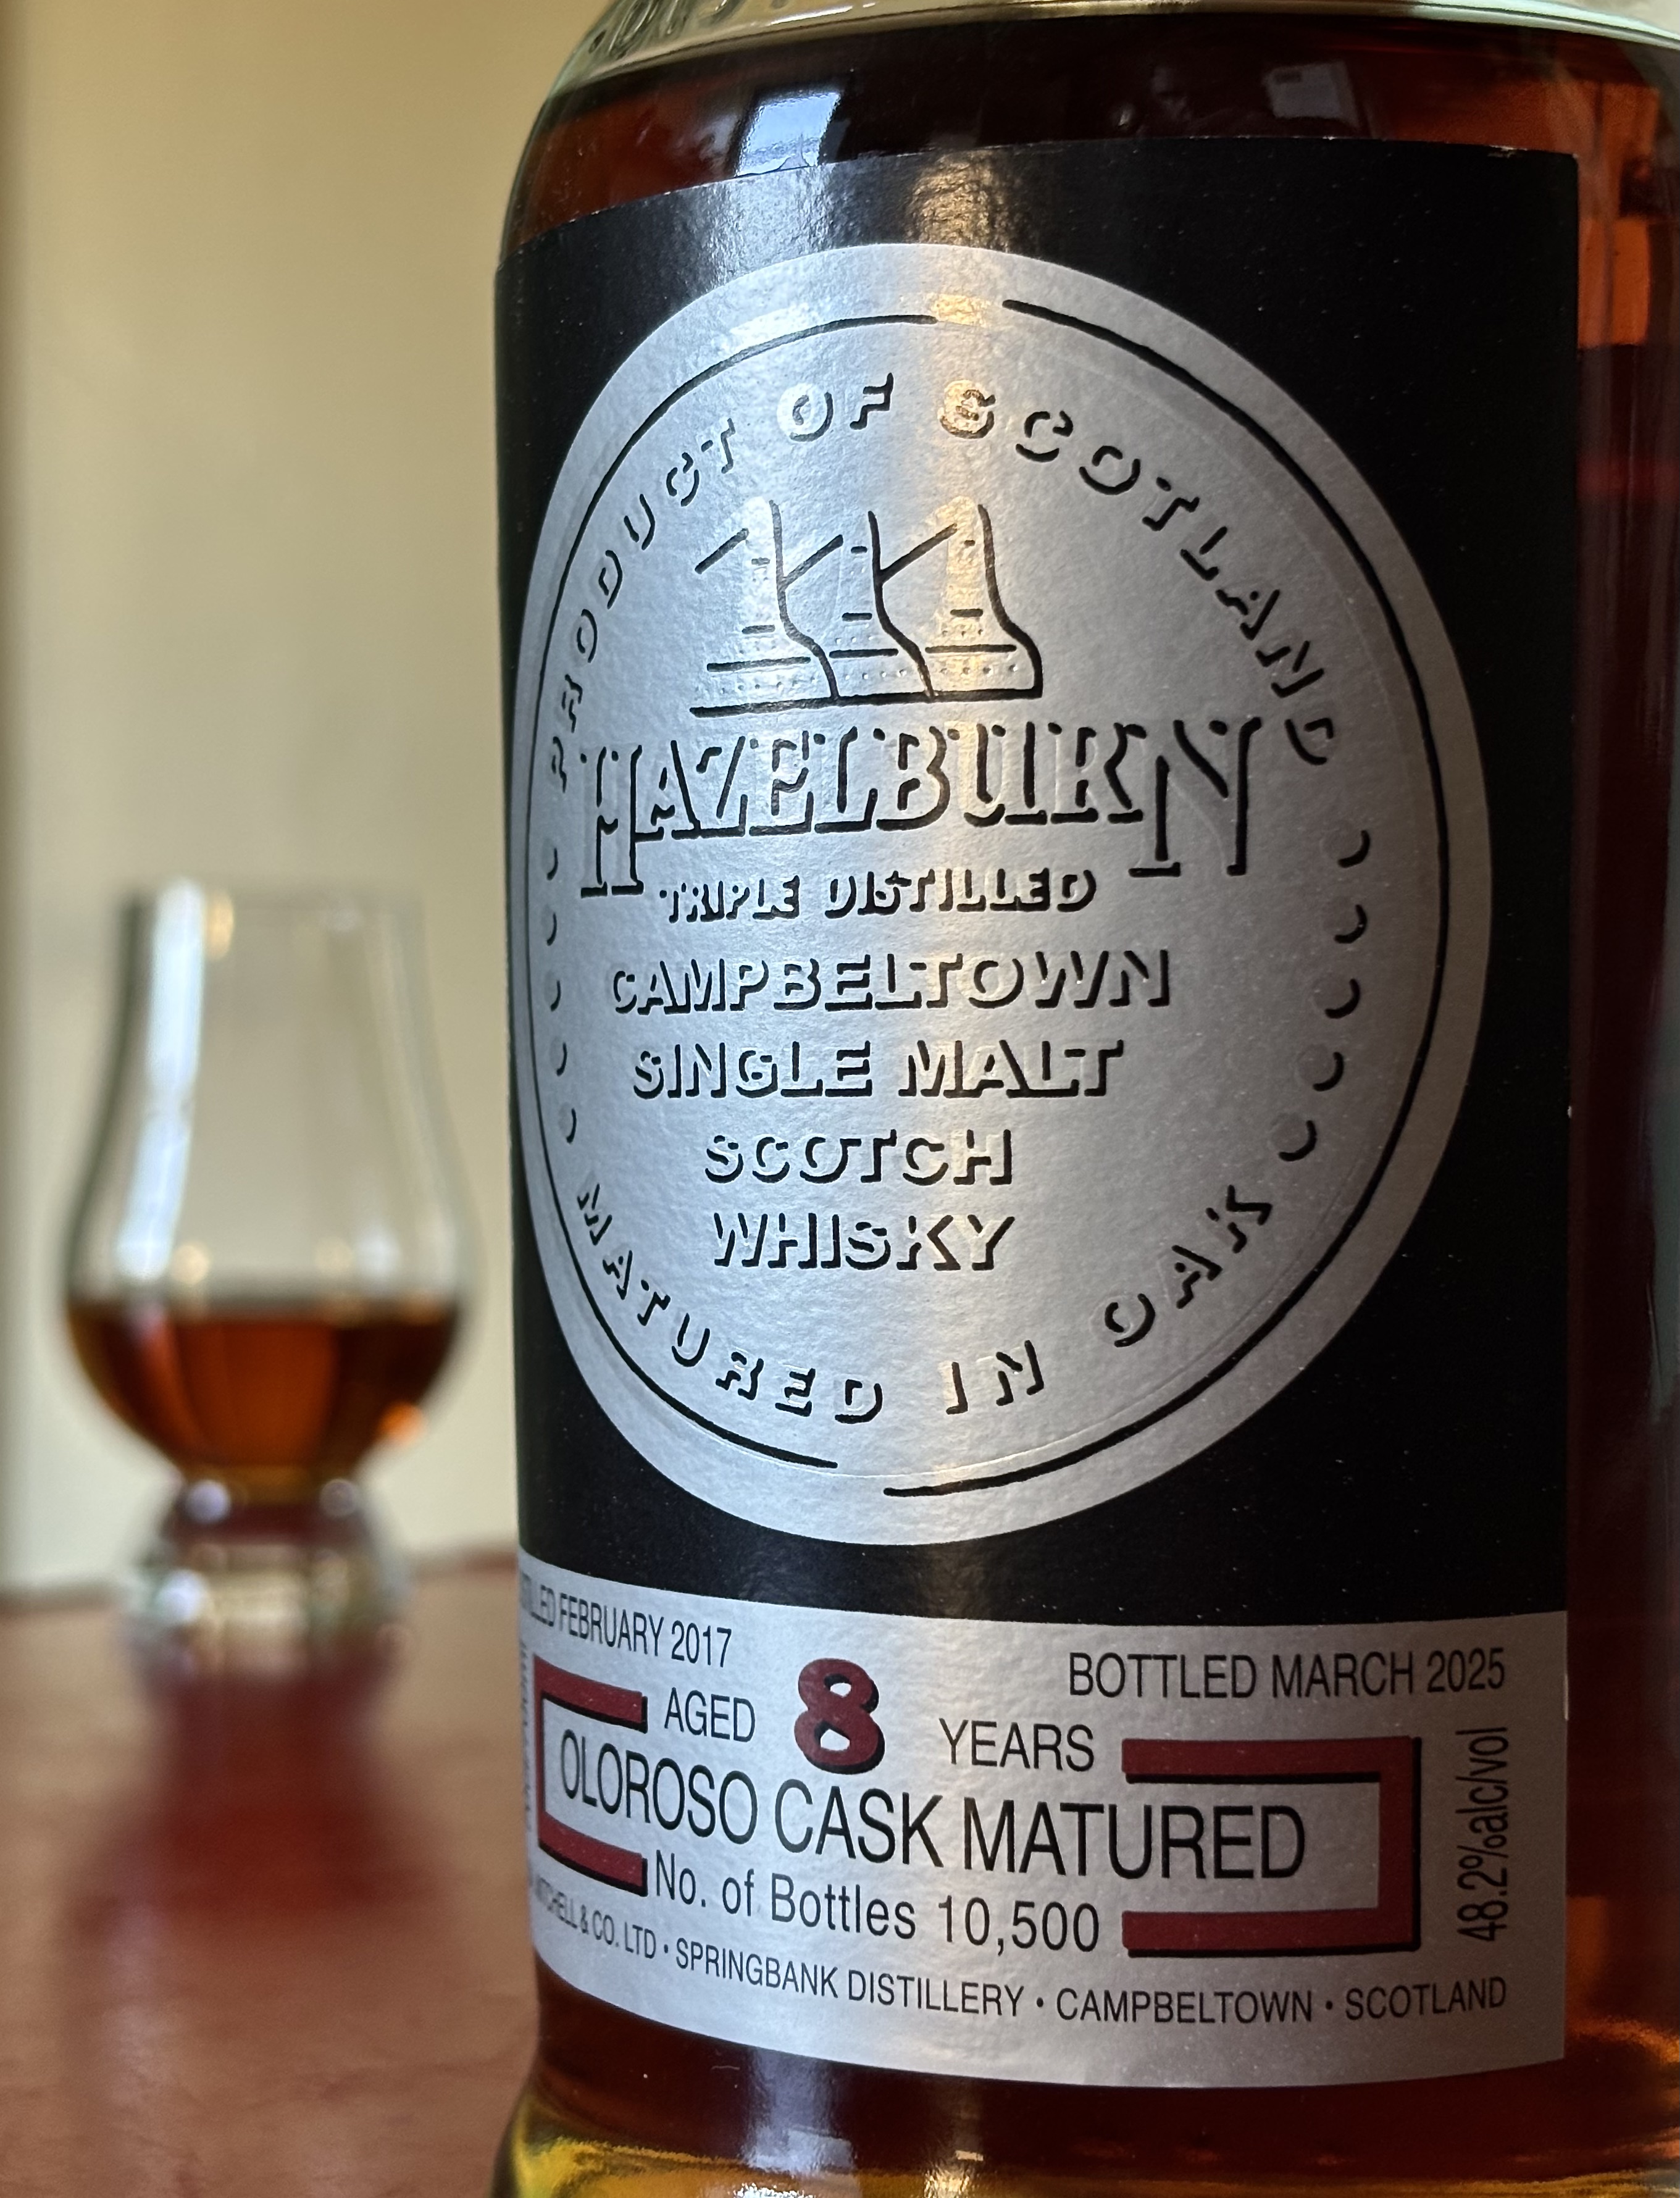 PRODUCT OF SCOTLAND
HAZELBURN
TRIPLE DISTILLED
CAMPBELTOWN
SINGLE MALT
SCOTCH
WHISKY
MATURED IN OAK
FEBRUARY 2017
BOTTLED MARCH 2025
AGED 8 YEARS
OLOROSO CASK MATURED
No. of Bottles 10,500
48.2%alc/vol
MITCHELL & CO. LTD • SPRINGBANK DISTILLERY • CAMPBELTOWN • SCOTLAND